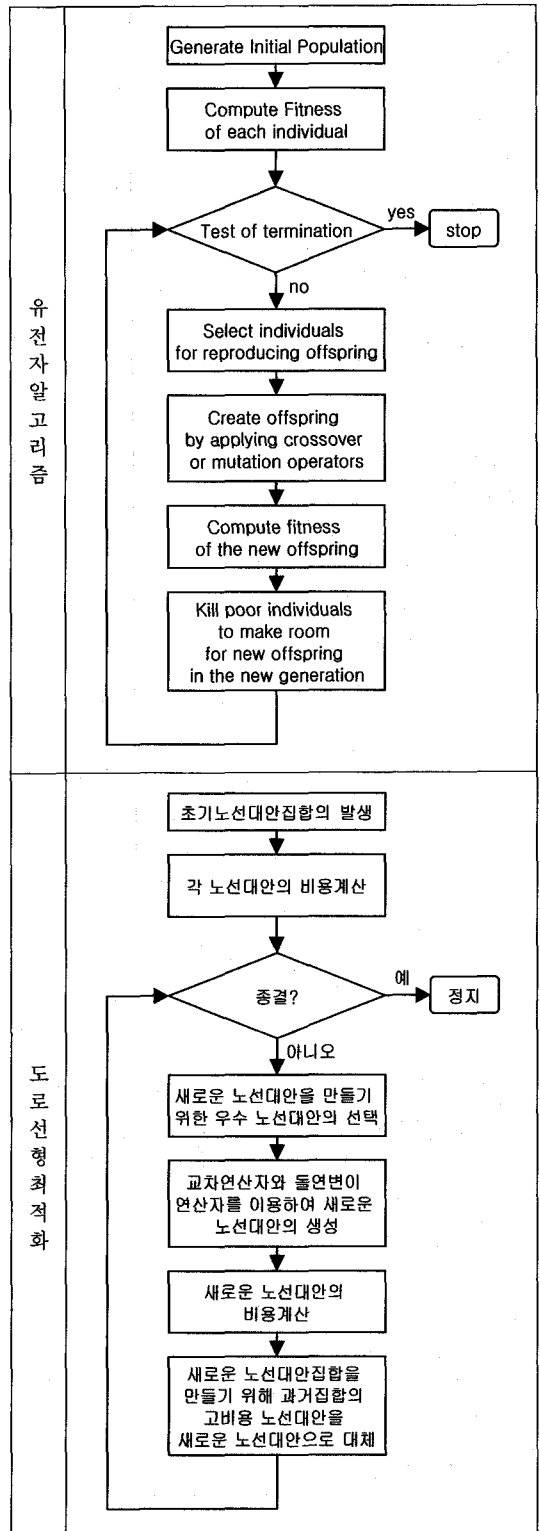 유전자알고리즘
Generate Initial Population
Compute Fitness
of each individual
Test of termination
yes
stop
no
Select individuals
for reproducing offspring
Create offspring
by applying crossover
or mutation operators
Compute fitness
of the new offspring
Kill poor individuals
to make room
for new offspring
in the new generation
도로선형최적화
초기노선대안집합의 발생
각 노선대안의 비용계산
종결?
예
정지
아니오
새로운 노선대안을 만들기
위한 우수 노선대안의 선택
교차연산자와 돌연변이
연산자를 이용하여 새로운
노선대안의 생성
새로운 노선대안의
비용계산
새로운 노선대안집합을
만들기 위해 과거집합의
고비용 노선대안을
새로운 노선대안으로 대체